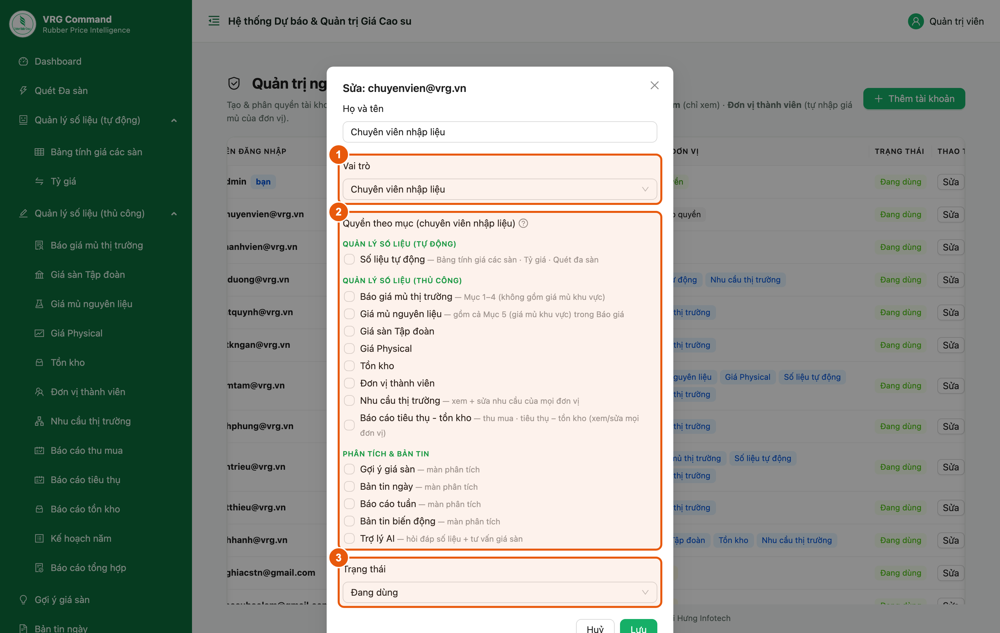 VRG Command
Rubber Price Intelligence
Dashboard
Quét Đa sàn
Quản lý số liệu (tự động)
Bảng tính giá các sàn
Tỷ giá
Quản lý số liệu (thủ công)
Báo giá mủ thị trường
Giá sàn Tập đoàn
Giá mủ nguyên liệu
Giá Physical
Tồn kho
Đơn vị thành viên
Nhu cầu thị trường
Báo cáo thu mua
Báo cáo tiêu thụ
Báo cáo tồn kho
Kế hoạch năm
Báo cáo tổng hợp
Gợi ý giá sàn
Bản tin ngày
Hệ thống Dự báo & Quản trị Giá Cao su
Quản trị viên
Quản trị ng
Tạo & phân quyền tài kho
m (chỉ xem) · Đơn vị thành viên (tự nhập giá
mủ của đơn vị).
Thêm tài khoản
ÊN ĐĂNG NHẬP
ĐƠN VỊ
TRẠNG THÁI
THAO T
dmin bạn
ền
Đang dùng
Sửa
huyenvien@vrg.vn
quyền
Đang dùng
Sửa
hanhvien@vrg.vn
Đang dùng
Sửa
duong@vrg.vn
động
Nhu cầu thị trường
Đang dùng
Sửa
tquynh@vrg.vn
thị trường
Đang dùng
Sửa
tkngan@vrg.vn
thị trường
Đang dùng
Sửa
mtam@vrg.vn
guyên liệu
Giá Physical
Số liệu tự động
thị trường
Đang dùng
Sửa
hphung@vrg.vn
thị trường
Đang dùng
Sửa
ntrieu@vrg.vn
mủ thị trường
Số liệu tự động
thị trường
Đang dùng
Sửa
tthieu@vrg.vn
thị trường
Đang dùng
Sửa
hhanh@vrg.vn
Tập đoàn
Tồn kho
Nhu cầu thị trường
Đang dùng
Sửa
ghiacstn@gmail.com
Đang dùng
Sửa
i Hưng Infotech
Sửa: chuyenvien@vrg.vn
Họ và tên
Chuyên viên nhập liệu
1
Vai trò
Chuyên viên nhập liệu
2
Quyền theo mục (chuyên viên nhập liệu) ?
QUẢN LÝ SỐ LIỆU (TỰ ĐỘNG)
Số liệu tự động — Bảng tính giá các sàn · Tỷ giá · Quét đa sàn
QUẢN LÝ SỐ LIỆU (THỦ CÔNG)
Báo giá mủ thị trường — Mục 1–4 (không gồm giá mủ khu vực)
Giá mủ nguyên liệu — gồm cả Mục 5 (giá mủ khu vực) trong Báo giá
Giá sàn Tập đoàn
Giá Physical
Tồn kho
Đơn vị thành viên
Nhu cầu thị trường — xem + sửa nhu cầu của mọi đơn vị
Báo cáo tiêu thụ - tồn kho — thu mua · tiêu thụ – tồn kho (xem/sửa mọi
đơn vị)
PHÂN TÍCH & BẢN TIN
Gợi ý giá sàn — màn phân tích
Bản tin ngày — màn phân tích
Báo cáo tuần — màn phân tích
Bản tin biến động — màn phân tích
Trợ lý AI — hỏi đáp số liệu + tư vấn giá sàn
3
Trạng thái
Đang dùng
Huỷ
Lưu